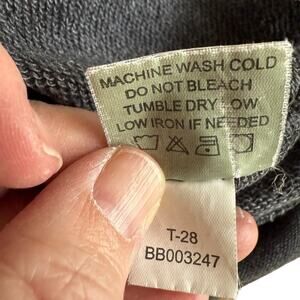 MACHINE WASH COLD
DO NOT BLEACH
TUMBLE DRY LOW
LOW IRON IF NEEDED
T-28
BB003247